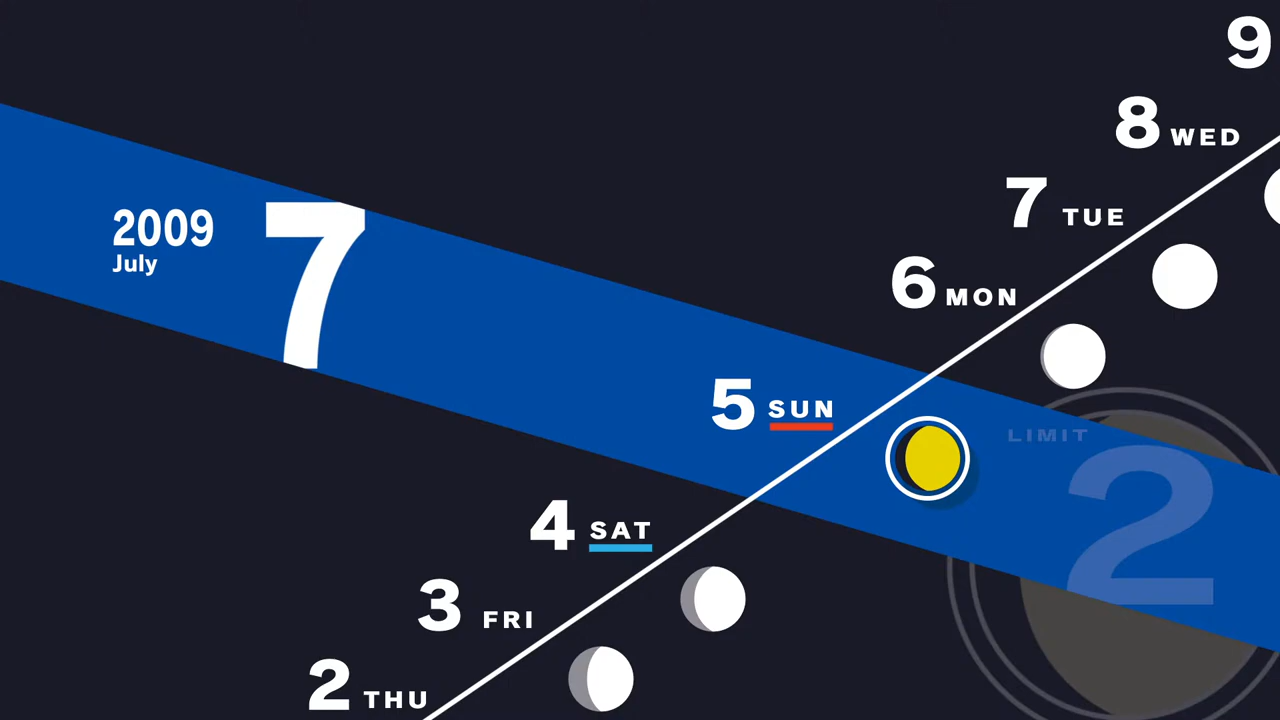 9
8 WED
7 TUE
2009
July
7
6 MON
5 SUN
LIMIT
2
4 SAT
3 FRI
2 THU